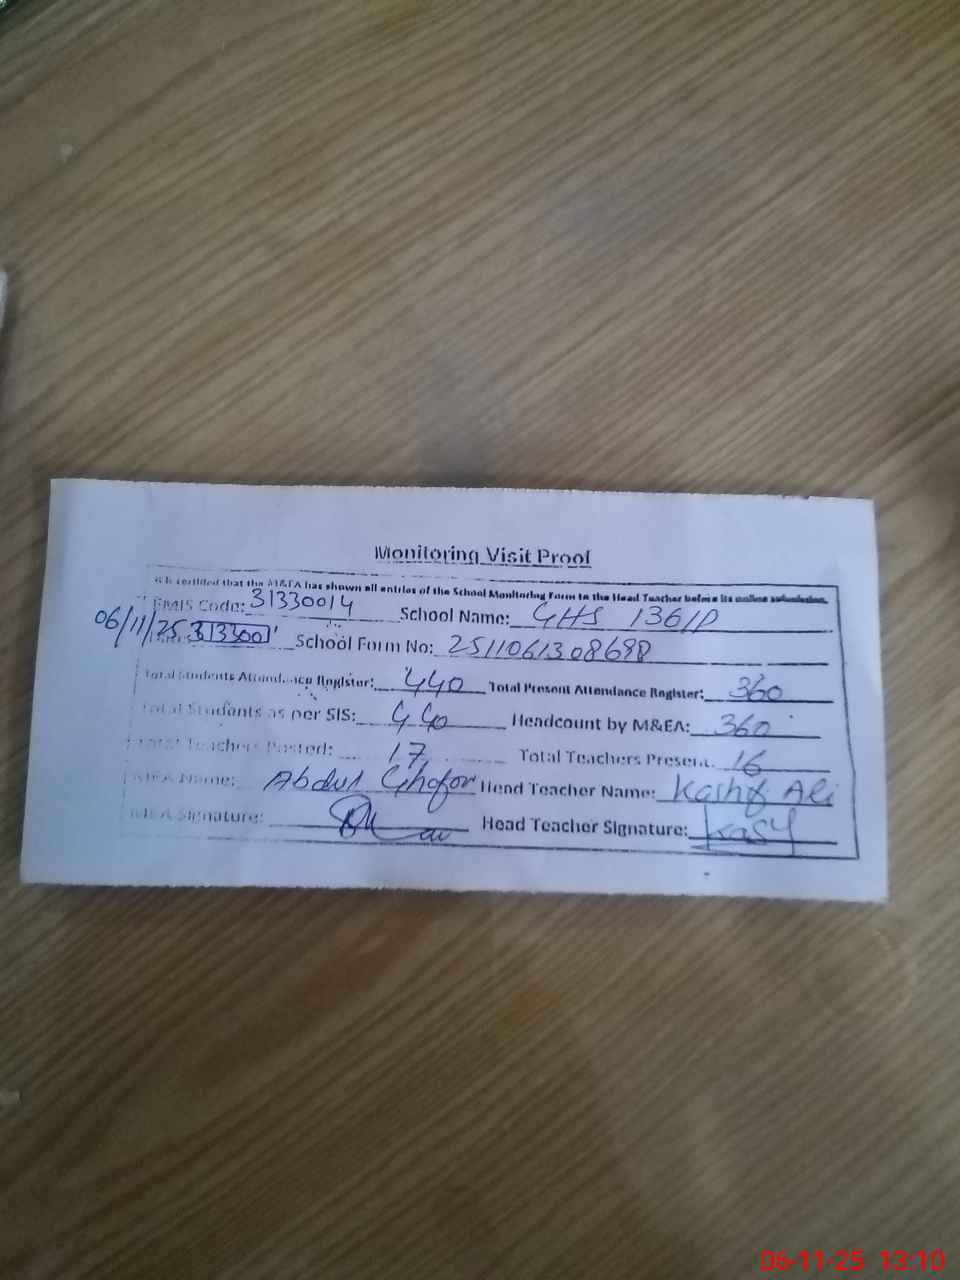 Monitoring Visit Proof
It is certified that the M&EA has shown all entries of the School Monitoring Form to the Head Teacher before its online submission.
EMIS Code: 31330014 School Name: GHS 136/P
06/11/25 3133001 School Form No: 2511061308698
Total Students Attendance Register: 440 Total Present Attendance Register: 360
Total Students as per SIS: 440 Headcount by M&EA: 360
Total Teachers Posted: 17 Total Teachers Present: 16
MEA Name: Abdul Ghafor Head Teacher Name: Kashif Ali
MEA Signature: Head Teacher Signature: Kasy
06-11-25 13:10